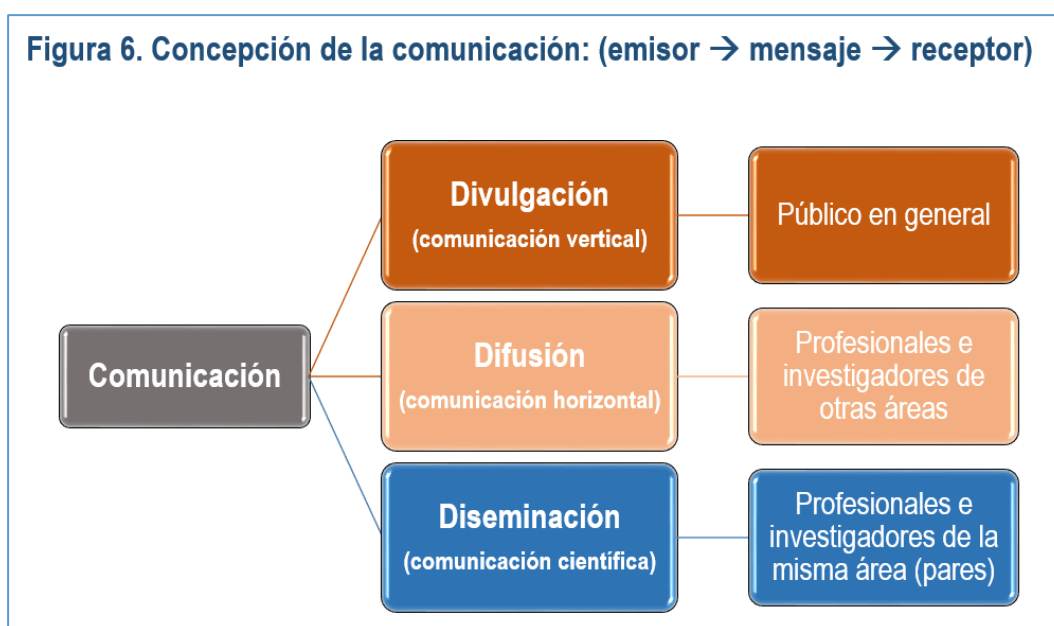 Figura 6. Concepción de la comunicación: (emisor → mensaje → receptor)
Comunicación
Divulgación
(comunicación vertical)
Público en general
Difusión
(comunicación horizontal)
Profesionales e
investigadores de
otras áreas
Diseminación
(comunicación científica)
Profesionales e
investigadores de la
misma área (pares)